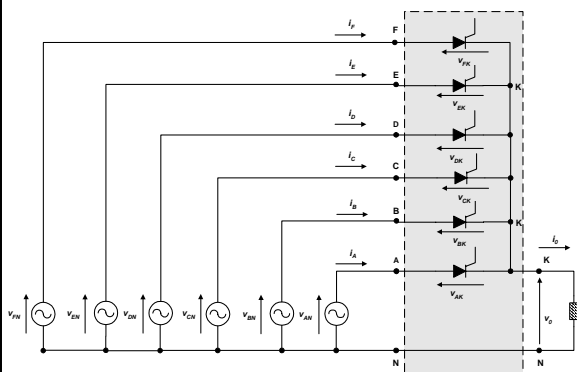 i_F
F
v_FK
i_E
E
K
v_EK
i_D
D
v_DK
i_C
C
v_CK
i_B
B
K
v_BK
i_A
A
i_0
K
v_AK
v_FN
v_EN
v_DN
v_CN
v_BN
v_AN
v_0
N
N